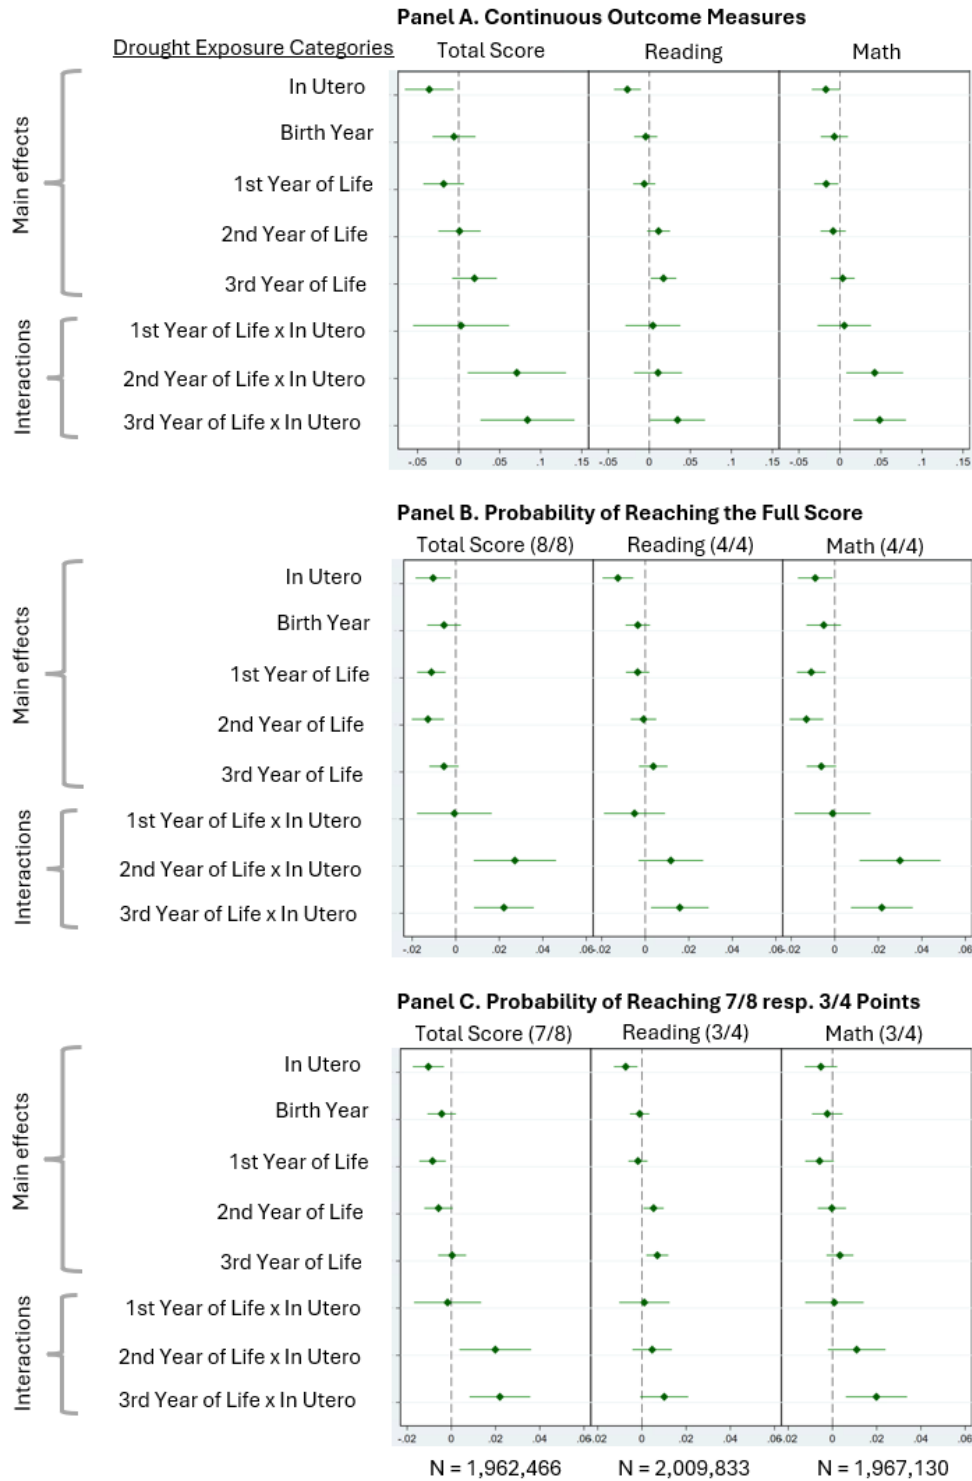 Panel A. Continuous Outcome Measures
Drought Exposure Categories Total Score Reading Math
Main effects
In Utero
Birth Year
1st Year of Life
2nd Year of Life
3rd Year of Life
Interactions
1st Year of Life x In Utero
2nd Year of Life x In Utero
3rd Year of Life x In Utero
-.05 0 .05 .1 .15 -.05 0 .05 .1 .15 -.05 0 .05 .1 .15
Panel B. Probability of Reaching the Full Score
Total Score (8/8) Reading (4/4) Math (4/4)
Main effects
In Utero
Birth Year
1st Year of Life
2nd Year of Life
3rd Year of Life
Interactions
1st Year of Life x In Utero
2nd Year of Life x In Utero
3rd Year of Life x In Utero
-.02 0 .02 .04 .06 -.02 0 .02 .04 .06 -.02 0 .02 .04 .06
Panel C. Probability of Reaching 7/8 resp. 3/4 Points
Total Score (7/8) Reading (3/4) Math (3/4)
Main effects
In Utero
Birth Year
1st Year of Life
2nd Year of Life
3rd Year of Life
Interactions
1st Year of Life x In Utero
2nd Year of Life x In Utero
3rd Year of Life x In Utero
-.02 0 .02 .04 .06 -.02 0 .02 .04 .06 -.02 0 .02 .04 .06
N = 1,962,466 N = 2,009,833 N = 1,967,130